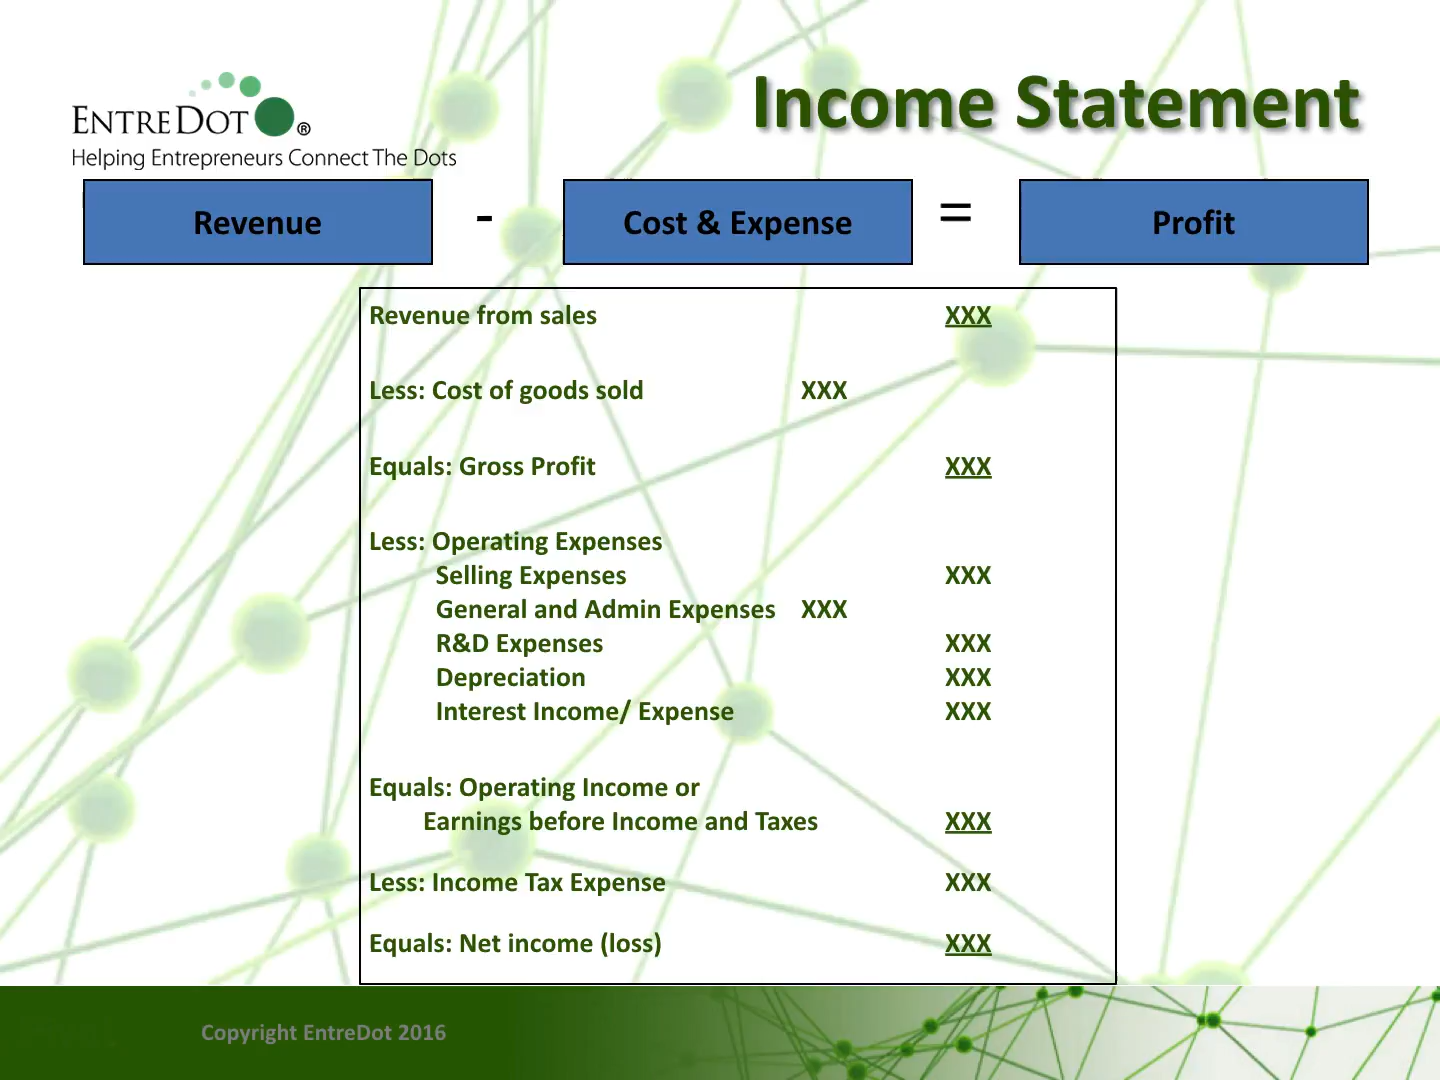 ENTREDOT®
Helping Entrepreneurs Connect The Dots
Income Statement
Revenue - Cost & Expense = Profit
Revenue from sales XXX
Less: Cost of goods sold XXX
Equals: Gross Profit XXX
Less: Operating Expenses
Selling Expenses XXX
General and Admin Expenses XXX
R&D Expenses XXX
Depreciation XXX
Interest Income/ Expense XXX
Equals: Operating Income or
Earnings before Income and Taxes XXX
Less: Income Tax Expense XXX
Equals: Net income (loss) XXX
Copyright EntreDot 2016